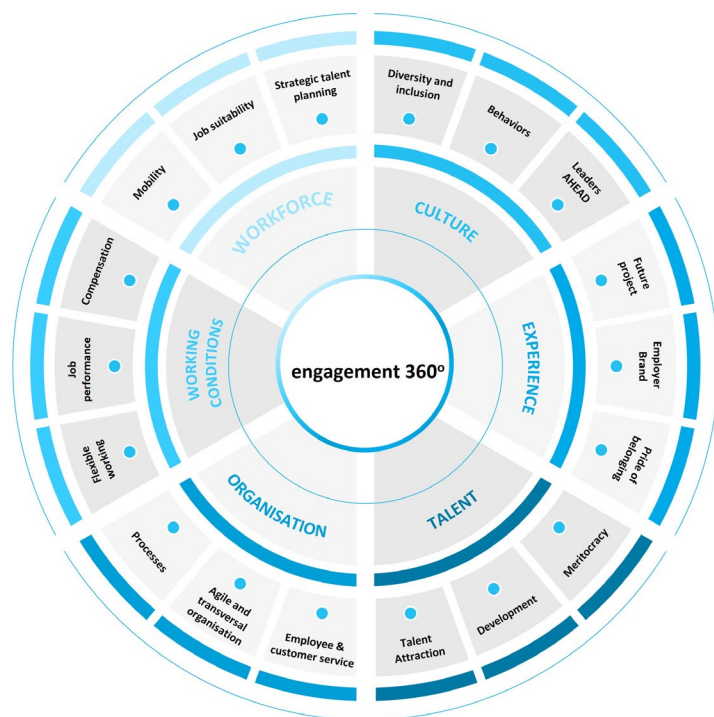 Strategic talent
planning
Job suitability
Mobility
WORKFORCE
Diversity and
inclusion
Behaviors
Leaders
AHEAD
CULTURE
Future
project
Employer
Brand
Pride of
belonging
EXPERIENCE
Meritocracy
Development
Talent
Attraction
TALENT
Employee &
customer service
Agile and
transversal
organisation
Processes
ORGANISATION
Flexible
working
Job
performance
Compensation
WORKING
CONDITIONS
engagement 360º